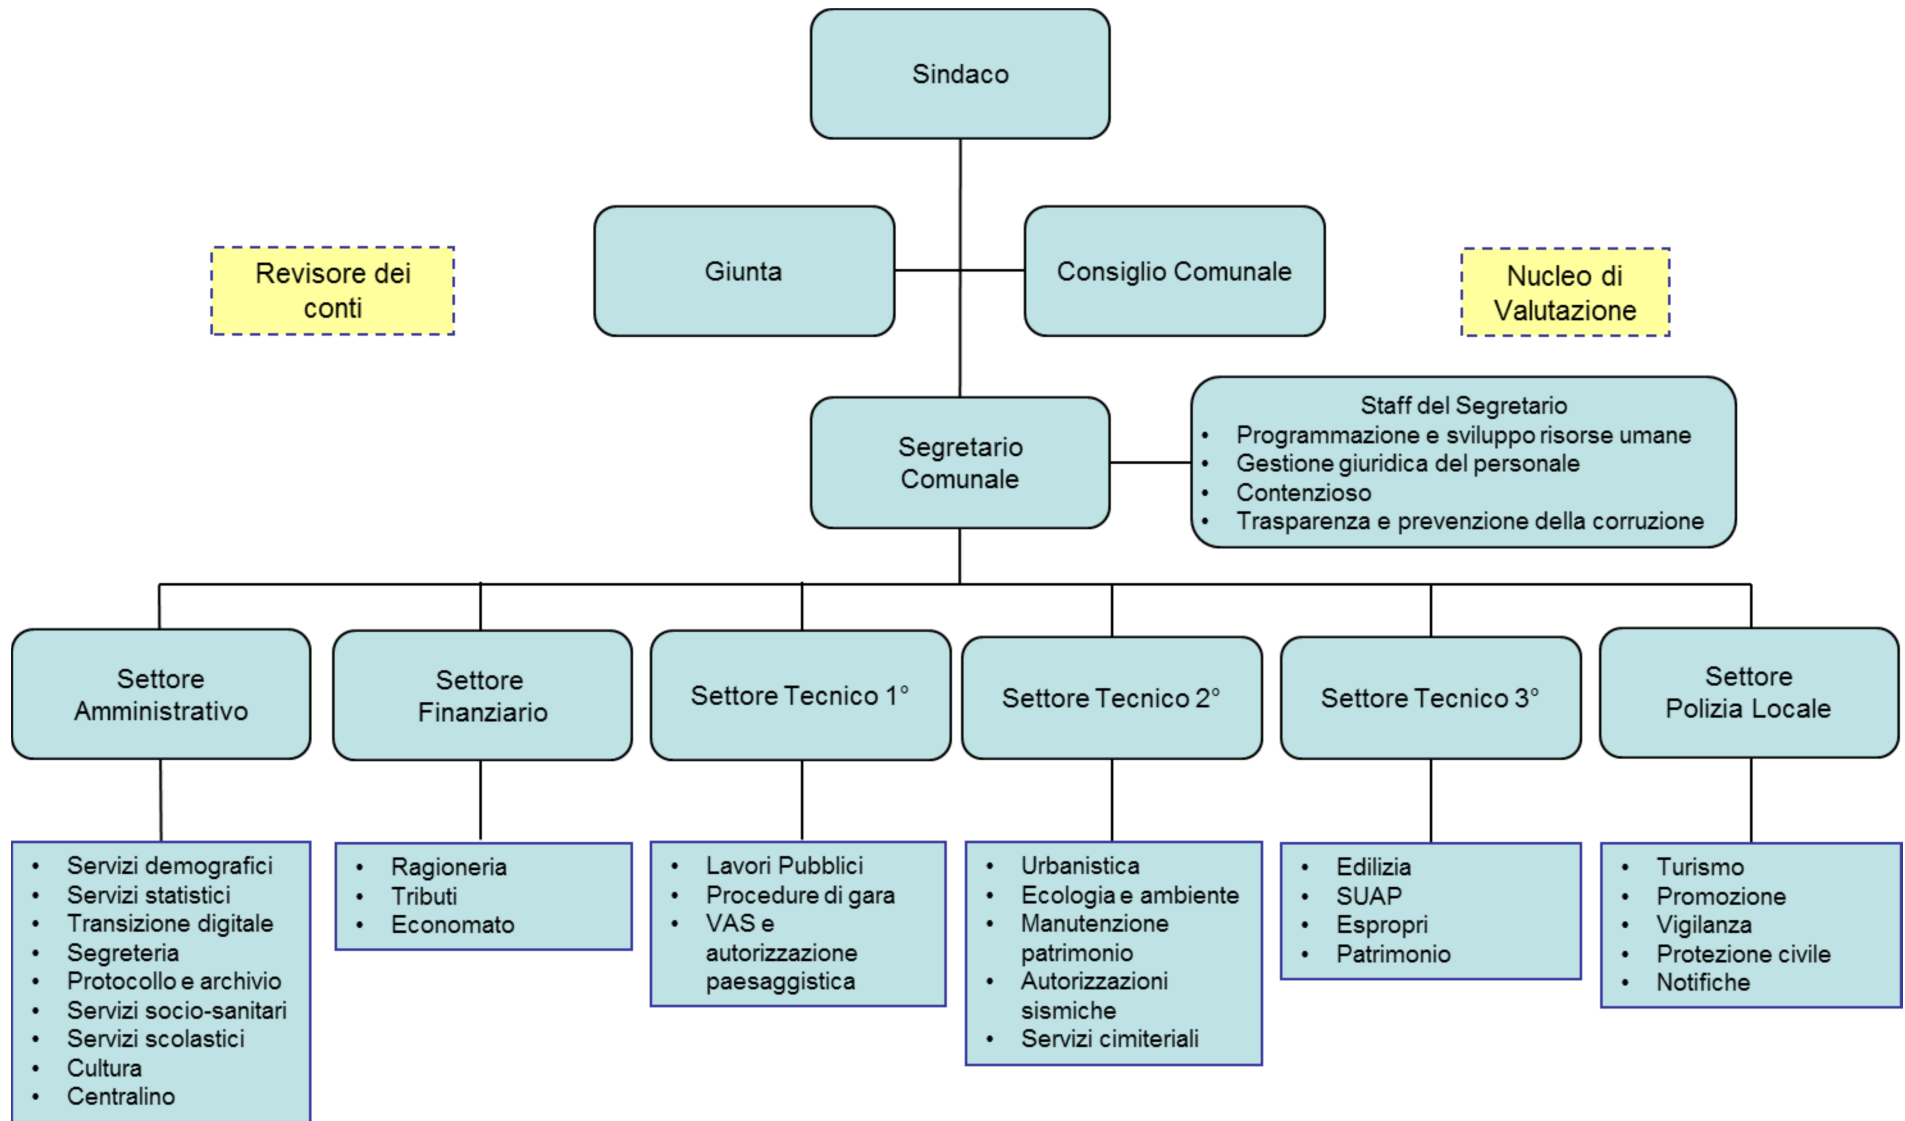 Sindaco
Giunta
Consiglio Comunale
Revisore dei
conti
Nucleo di
Valutazione
Segretario
Comunale
Staff del Segretario
• Programmazione e sviluppo risorse umane
• Gestione giuridica del personale
• Contenzioso
• Trasparenza e prevenzione della corruzione
Settore
Amministrativo
Settore
Finanziario
Settore Tecnico 1°
Settore Tecnico 2°
Settore Tecnico 3°
Settore
Polizia Locale
• Servizi demografici
• Servizi statistici
• Transizione digitale
• Segreteria
• Protocollo e archivio
• Servizi socio-sanitari
• Servizi scolastici
• Cultura
• Centralino
• Ragioneria
• Tributi
• Economato
• Lavori Pubblici
• Procedure di gara
• VAS e
autorizzazione
paesaggistica
• Urbanistica
• Ecologia e ambiente
• Manutenzione
patrimonio
• Autorizzazioni
sismiche
• Servizi cimiteriali
• Edilizia
• SUAP
• Espropri
• Patrimonio
• Turismo
• Promozione
• Vigilanza
• Protezione civile
• Notifiche